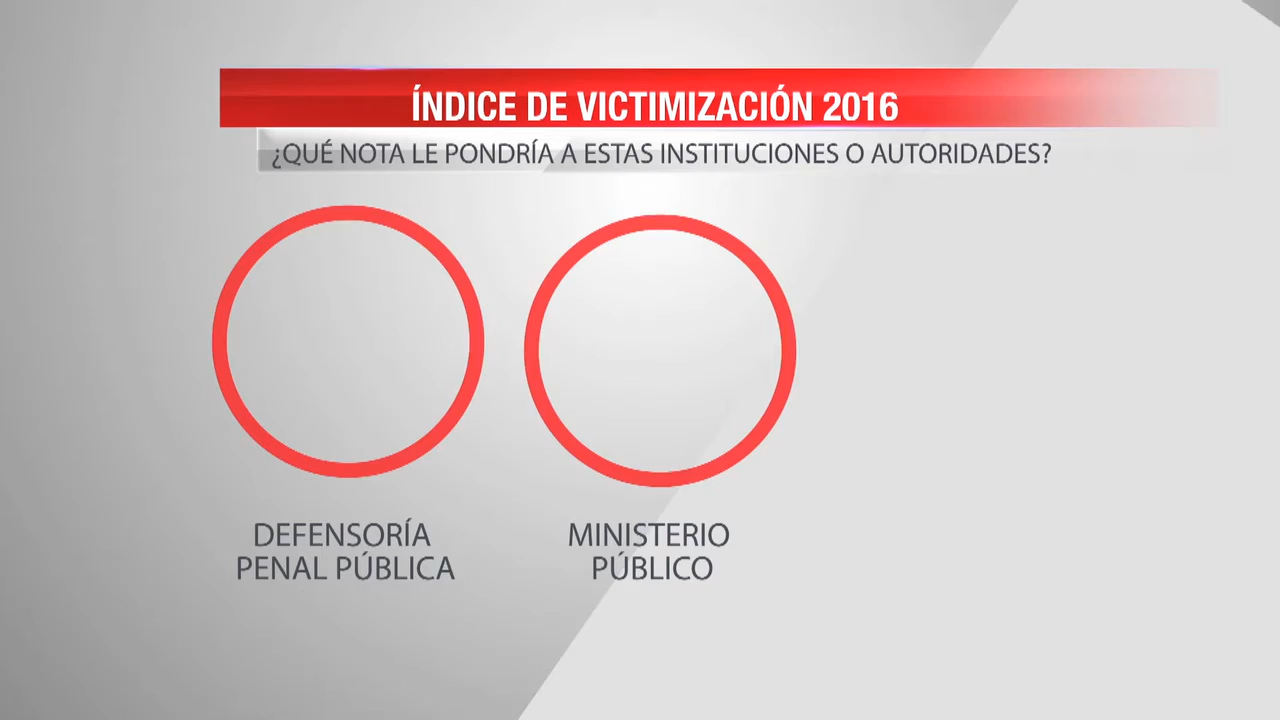 ÍNDICE DE VICTIMIZACIÓN 2016
¿QUÉ NOTA LE PONDRÍA A ESTAS INSTITUCIONES O AUTORIDADES?
DEFENSORÍA
PENAL PÚBLICA
MINISTERIO
PÚBLICO